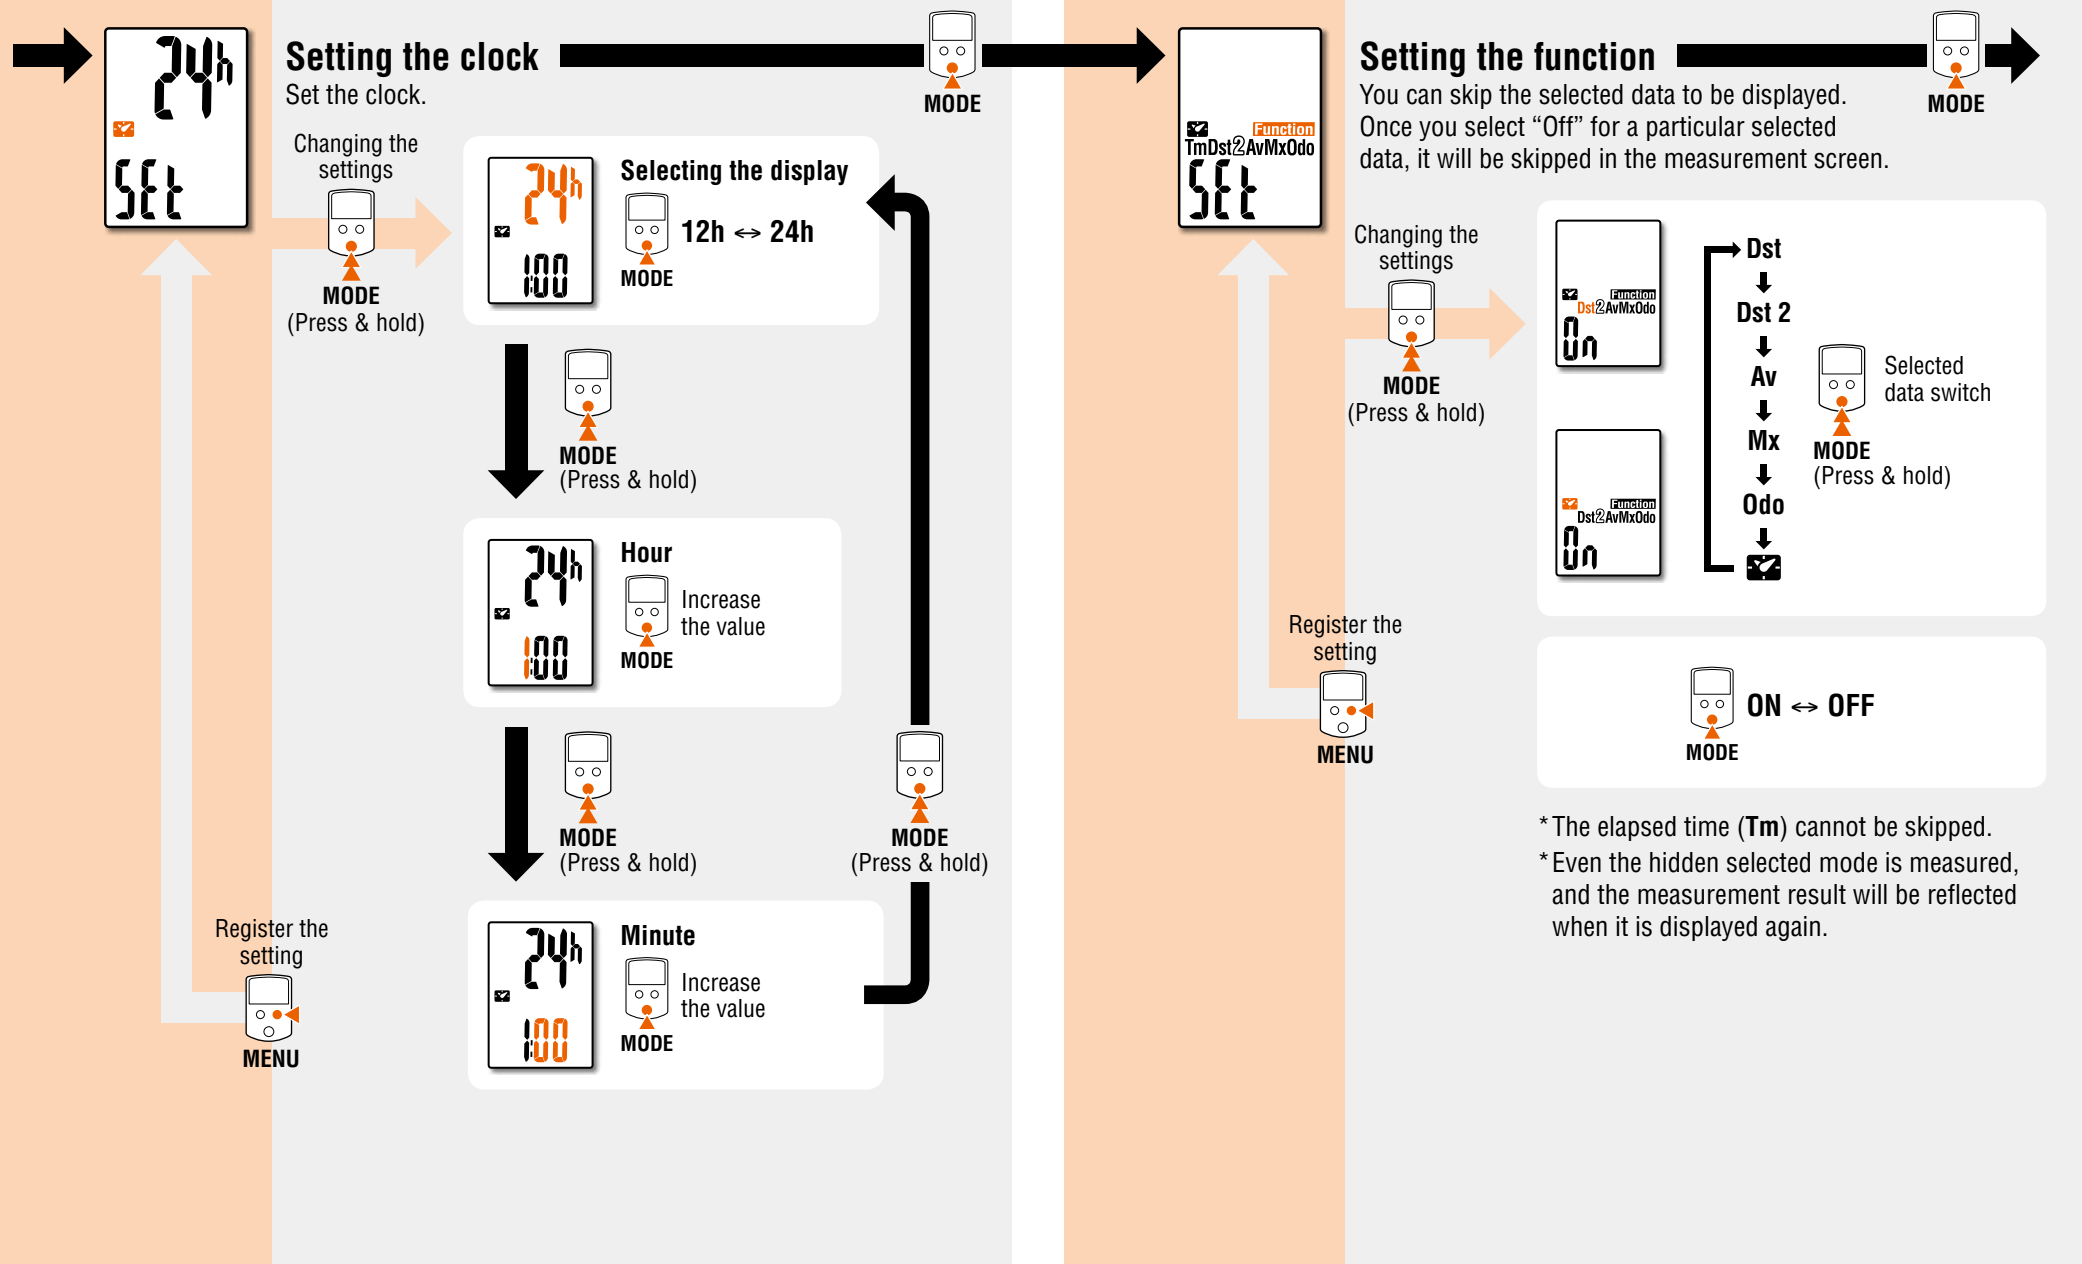 24h
SEt
Setting the clock
Set the clock.
MODE
Changing the
settings
MODE
(Press & hold)
24h
1:00
Selecting the display
12h ↔ 24h
MODE
MODE
(Press & hold)
24h
1:00
Hour
Increase
the value
MODE
MODE
(Press & hold)
MODE
(Press & hold)
24h
1:00
Minute
Increase
the value
MODE
Register the
setting
MENU
Function
TmDst2AvMxOdo
SEt
Setting the function
You can skip the selected data to be displayed.
Once you select “Off” for a particular selected
data, it will be skipped in the measurement screen.
MODE
Changing the
settings
MODE
(Press & hold)
Function
Dst2AvMxOdo
On
Function
Dst2AvMxOdo
On
Dst
Dst 2
Av
Mx
Odo
Selected
data switch
MODE
(Press & hold)
Register the
setting
MENU
ON ↔ OFF
MODE
* The elapsed time (Tm) cannot be skipped.
* Even the hidden selected mode is measured,
and the measurement result will be reflected
when it is displayed again.